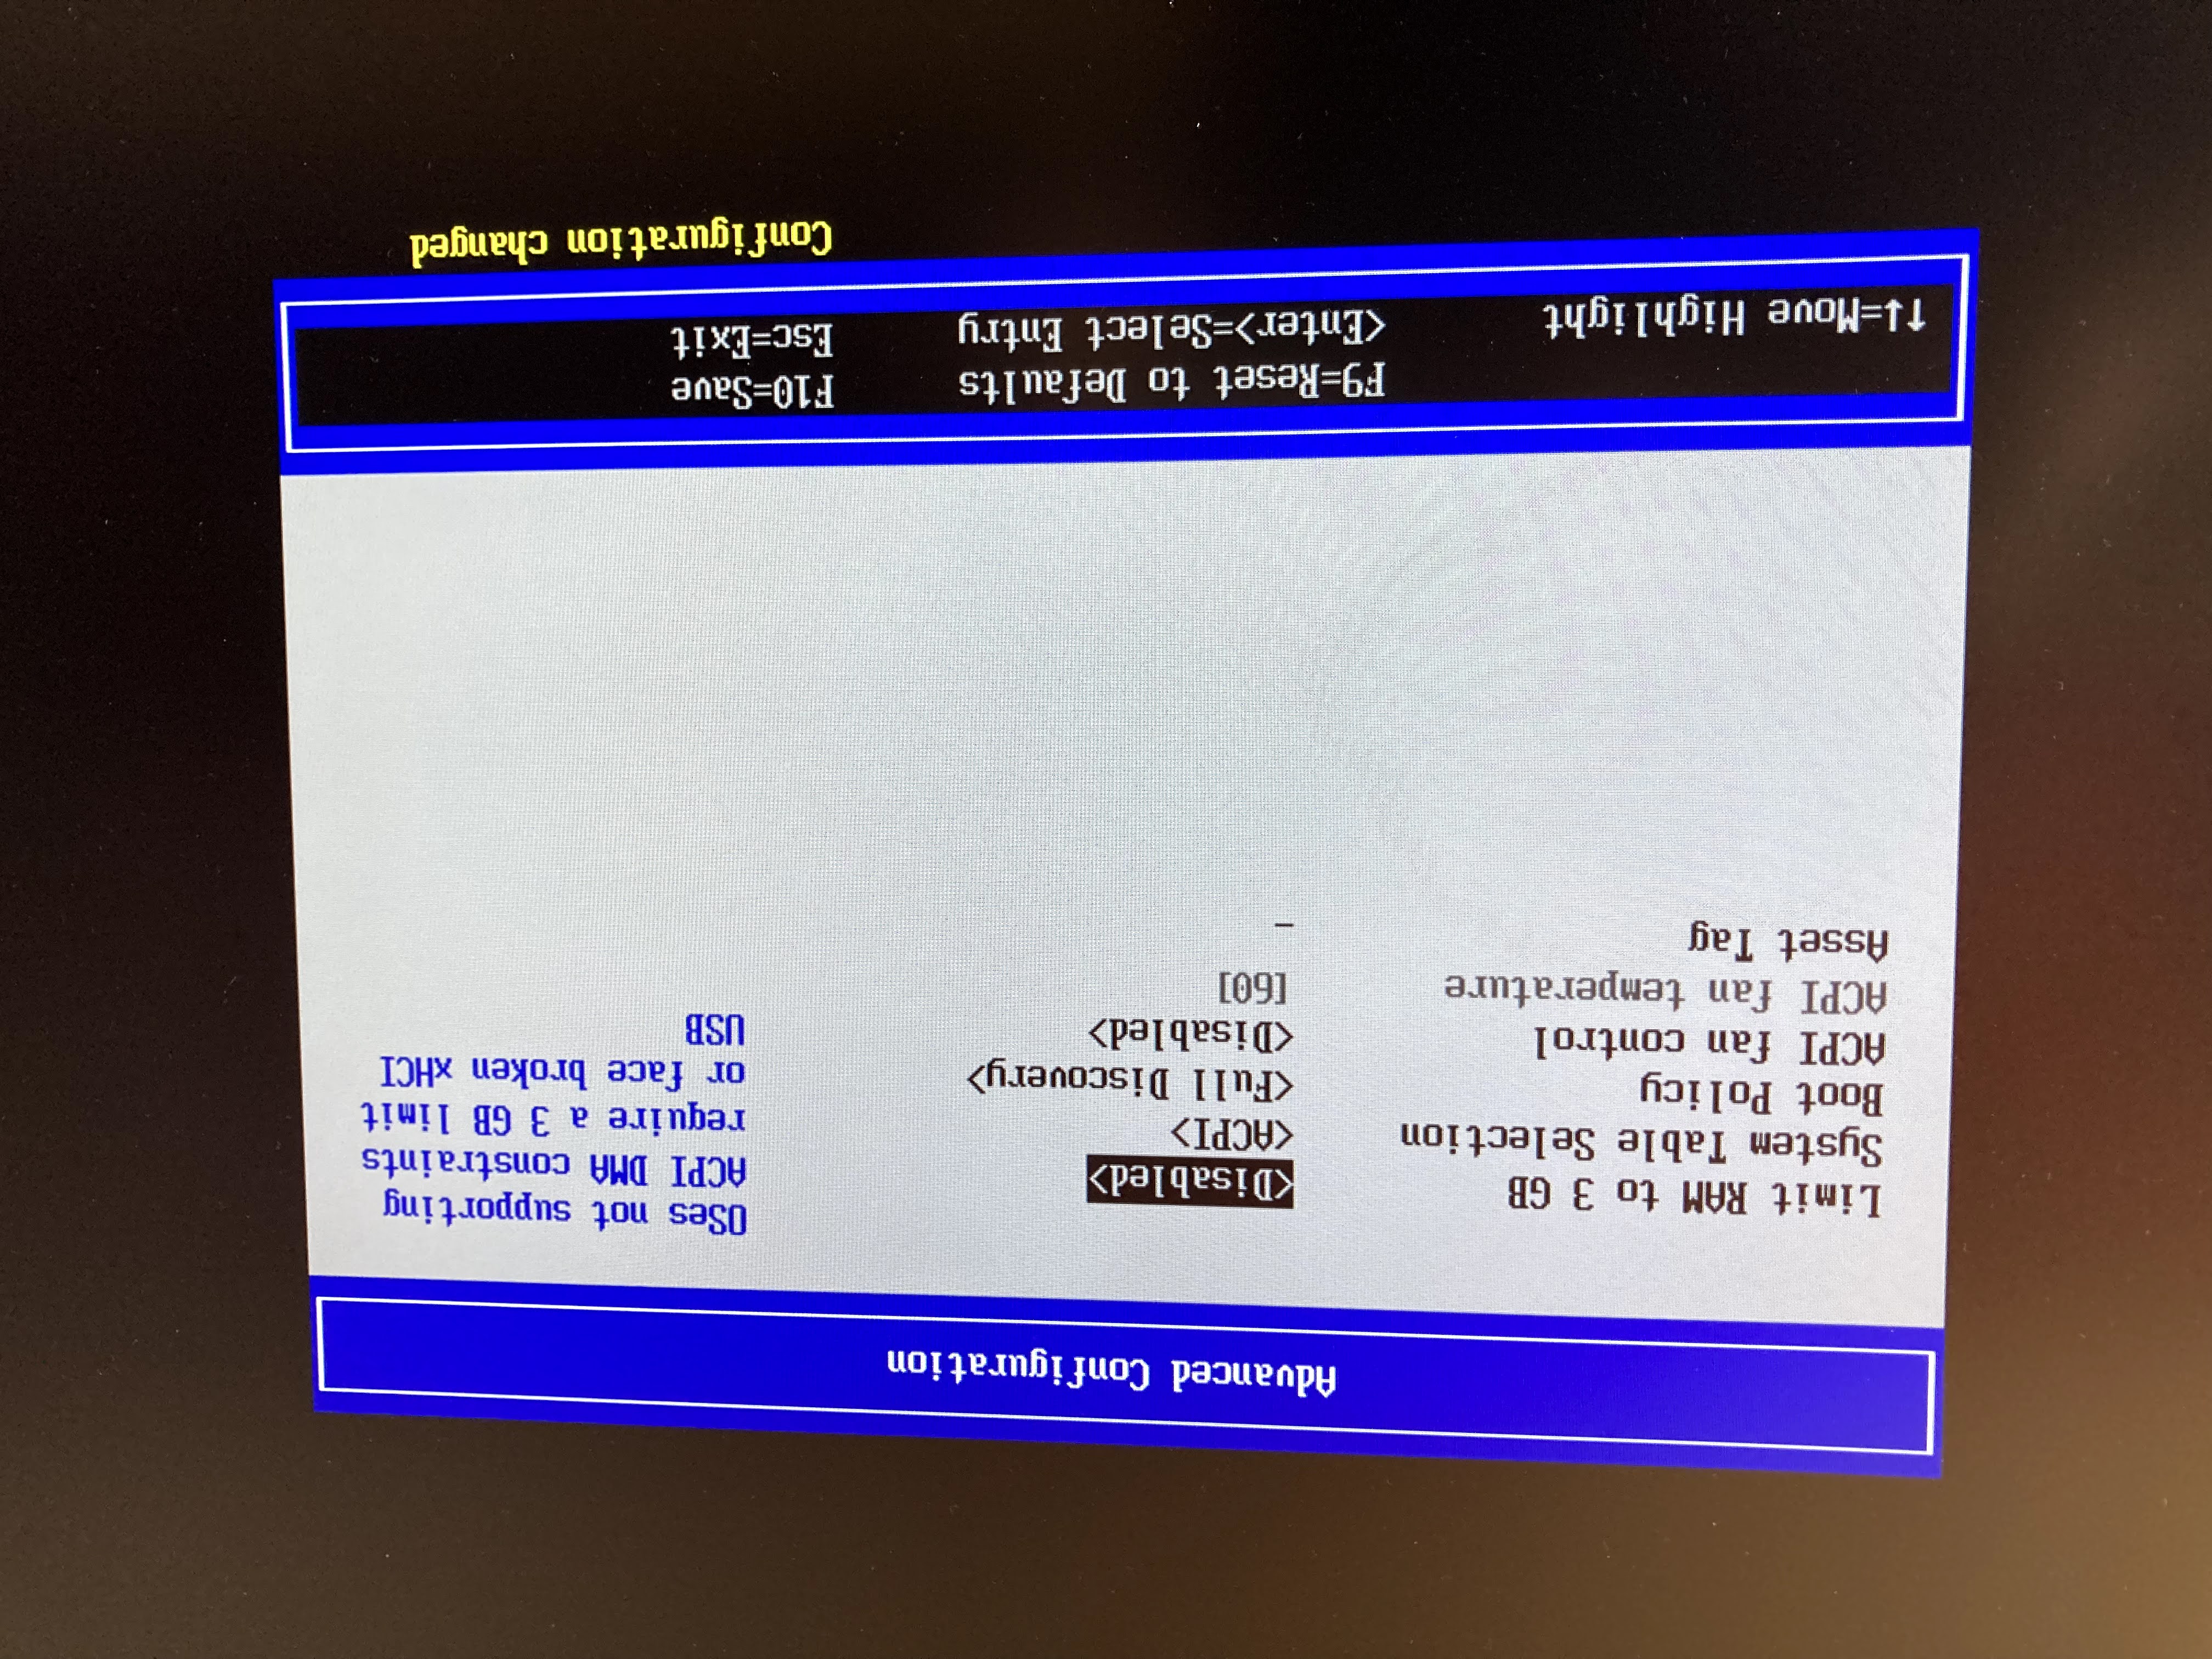 Advanced Configuration
Limit RAM to 3 GB <Disabled>
System Table Selection <ACPI>
Boot Policy <Full Discovery>
ACPI fan control <Disabled>
ACPI fan temperature [60]
Asset Tag _
OSes not supporting
ACPI DMA constraints
require a 3 GB limit
or face broken xHCI
USB
F9=Reset to Defaults F10=Save
↑↓=Move Highlight <Enter>=Select Entry Esc=Exit
Configuration changed